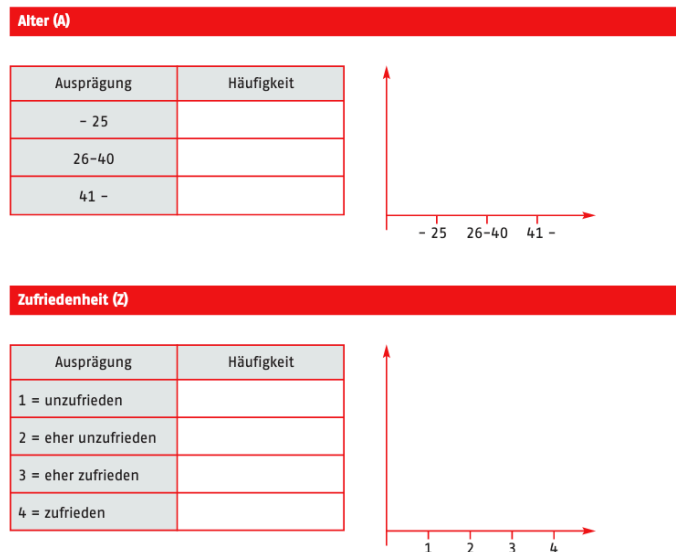 Alter (A)
Ausprägung Häufigkeit
- 25
26-40
41 -
- 25 26-40 41 -
Zufriedenheit (Z)
Ausprägung Häufigkeit
1 = unzufrieden
2 = eher unzufrieden
3 = eher zufrieden
4 = zufrieden
1 2 3 4